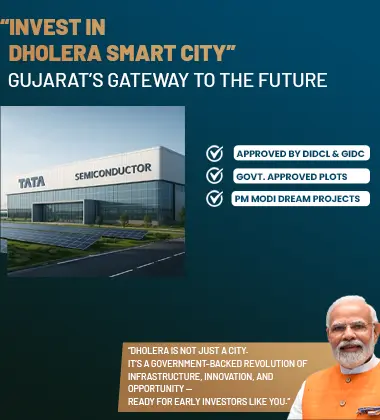 “INVEST IN
DHOLERA SMART CITY”
GUJARAT’S GATEWAY TO THE FUTURE
TATA
SEMICONDUCTOR
APPROVED BY DIDCL & GIDC
GOVT. APPROVED PLOTS
PM MODI DREAM PROJECTS
“DHOLERA IS NOT JUST A CITY.
IT’S A GOVERNMENT-BACKED REVOLUTION OF
INFRASTRUCTURE, INNOVATION, AND
OPPORTUNITY —
READY FOR EARLY INVESTORS LIKE YOU.”